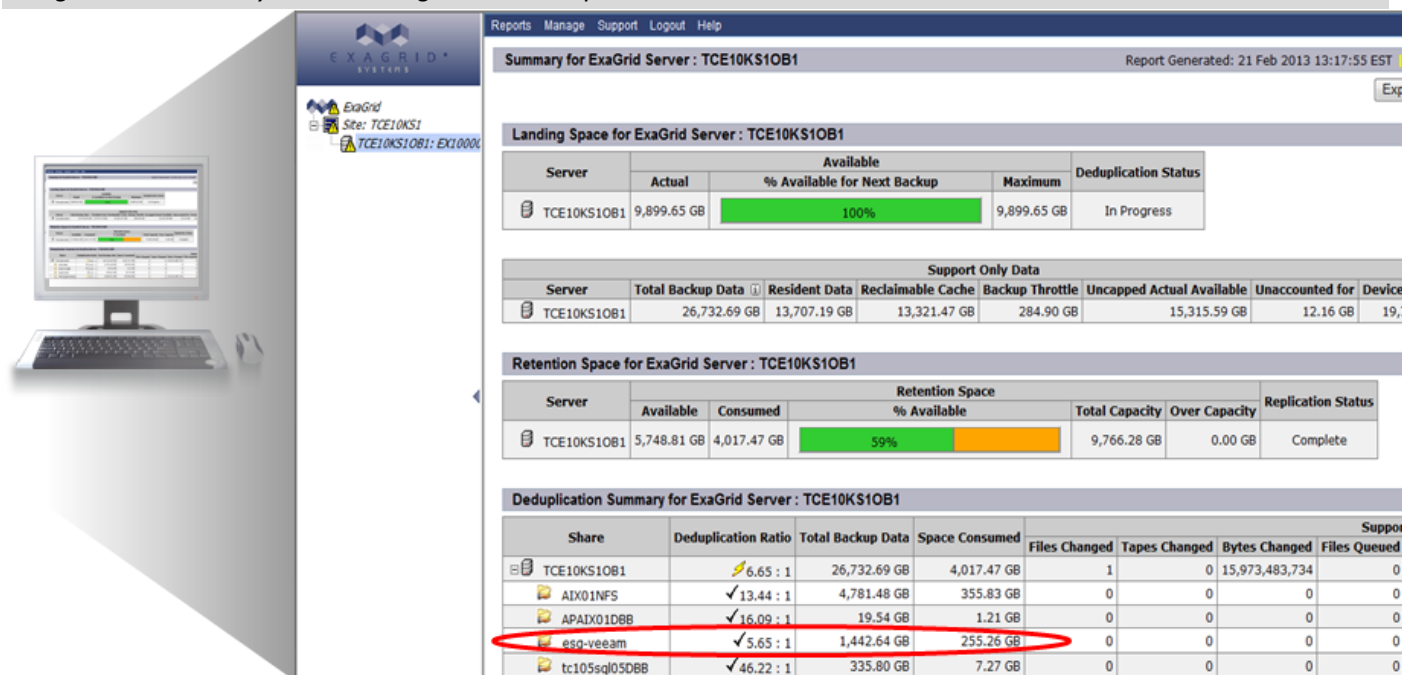 EXAGRID
SYSTEMS
ExaGrid
Site: TCE10KS1
TCE10KS1OB1: EX1000
Reports Manage Support Logout Help
Summary for ExaGrid Server : TCE10KS1OB1 Report Generated: 21 Feb 2013 13:17:55 EST
Exp
Landing Space for ExaGrid Server : TCE10KS1OB1
Server Available Deduplication Status
Actual % Available for Next Backup Maximum
TCE10KS1OB1 9,899.65 GB 100% 9,899.65 GB In Progress
Support Only Data
Server Total Backup Data Resident Data Reclaimable Cache Backup Throttle Uncapped Actual Available Unaccounted for Device
TCE10KS1OB1 26,732.69 GB 13,707.19 GB 13,321.47 GB 284.90 GB 15,315.59 GB 12.16 GB 19,
Retention Space for ExaGrid Server : TCE10KS1OB1
Server Retention Space Replication Status
Available Consumed % Available Total Capacity Over Capacity
TCE10KS1OB1 5,748.81 GB 4,017.47 GB 59% 9,766.28 GB 0.00 GB Complete
Deduplication Summary for ExaGrid Server : TCE10KS1OB1
Share Deduplication Ratio Total Backup Data Space Consumed Suppor
Files Changed Tapes Changed Bytes Changed Files Queued
TCE10KS1OB1 6.65 : 1 26,732.69 GB 4,017.47 GB 1 0 15,973,483,734 0
AIX01NFS 13.44 : 1 4,781.48 GB 355.83 GB 0 0 0 0
APAIX01DBB 16.09 : 1 19.54 GB 1.21 GB 0 0 0 0
esg-veeam 5.65 : 1 1,442.64 GB 255.26 GB 0 0 0 0
tc105sql05DBB 46.22 : 1 335.80 GB 7.27 GB 0 0 0 0